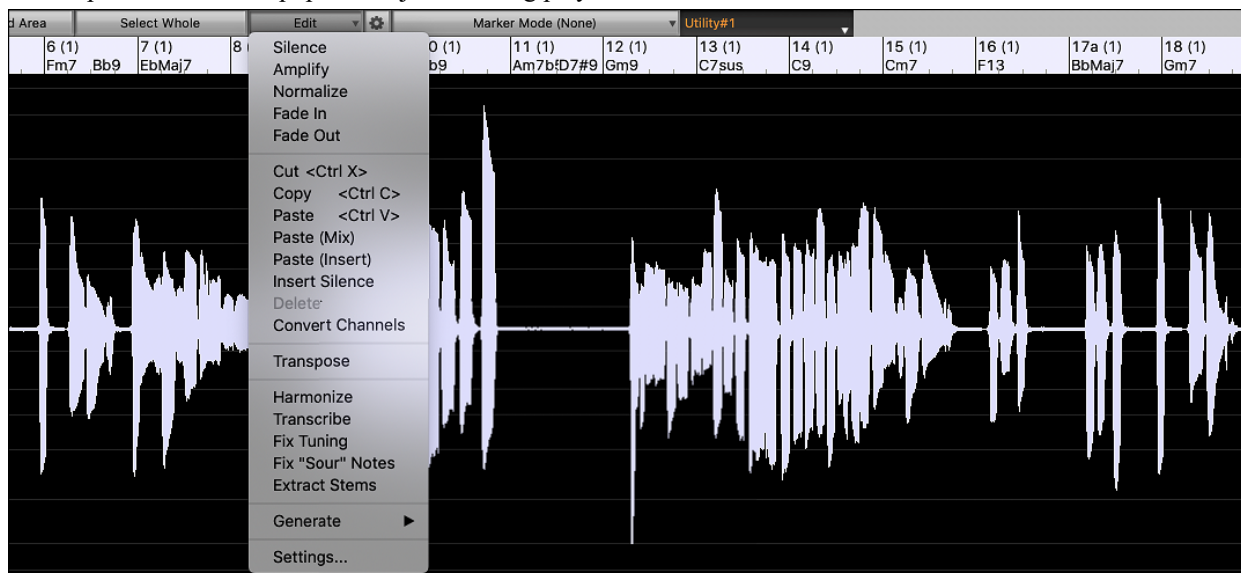 d Area Select Whole Edit Marker Mode (None) Utility#1
6 (1) 7 (1) 8 0 (1) 11 (1) 12 (1) 13 (1) 14 (1) 15 (1) 16 (1) 17a (1) 18 (1)
Fm7 Bb9 EbMaj7 b9 Am7b5 D7#9 Gm9 C7sus C9 Cm7 F13 BbMaj7 Gm7
Silence
Amplify
Normalize
Fade In
Fade Out
Cut <Ctrl X>
Copy <Ctrl C>
Paste <Ctrl V>
Paste (Mix)
Paste (Insert)
Insert Silence
Delete
Convert Channels
Transpose
Harmonize
Transcribe
Fix Tuning
Fix "Sour" Notes
Extract Stems
Generate
Settings...